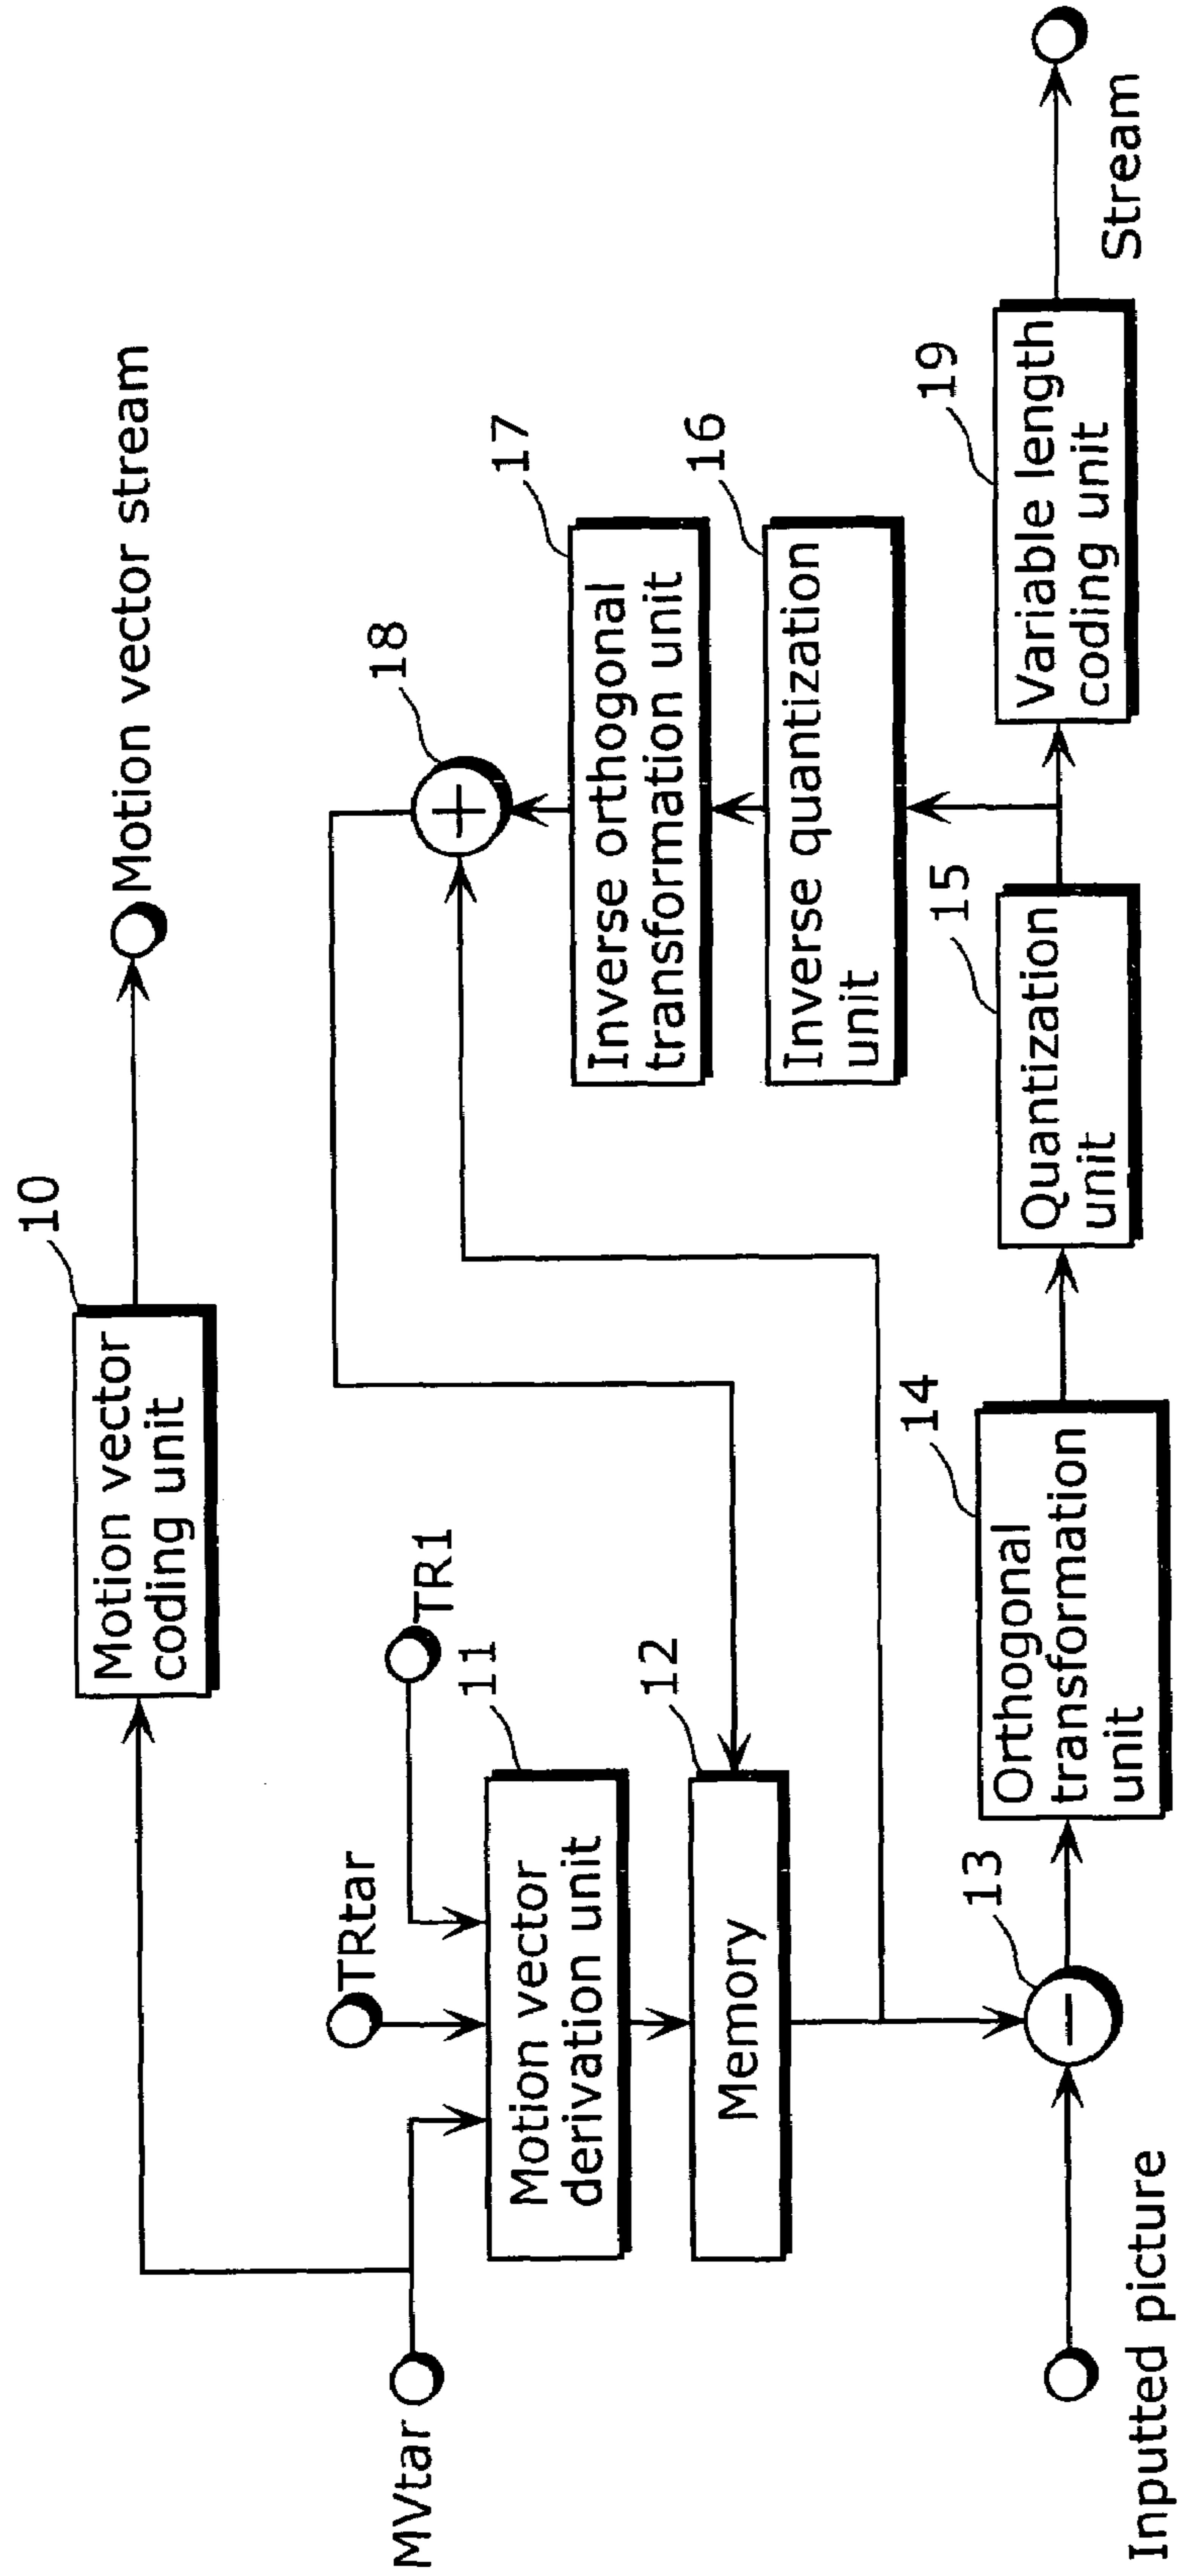 10
Motion vector
coding unit
Motion vector stream
MVtar
TRtar
TR1
11
Motion vector
derivation unit
12
Memory
18
17
Inverse orthogonal
transformation unit
16
Inverse quantization
unit
Inputted picture
13
14
Orthogonal
transformation
unit
15
Quantization
unit
19
Variable length
coding unit
Stream